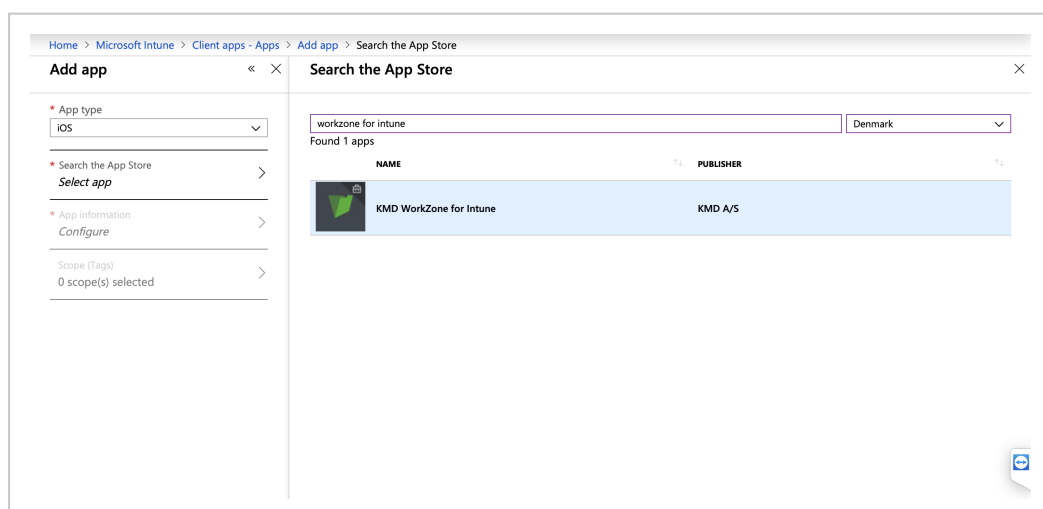 Home > Microsoft Intune > Client apps - Apps > Add app > Search the App Store
Add app
Search the App Store
* App type
iOS
* Search the App Store
Select app
* App information
Configure
Scope (Tags)
0 scope(s) selected
workzone for intune
Denmark
Found 1 apps
NAME
PUBLISHER
KMD WorkZone for Intune
KMD A/S